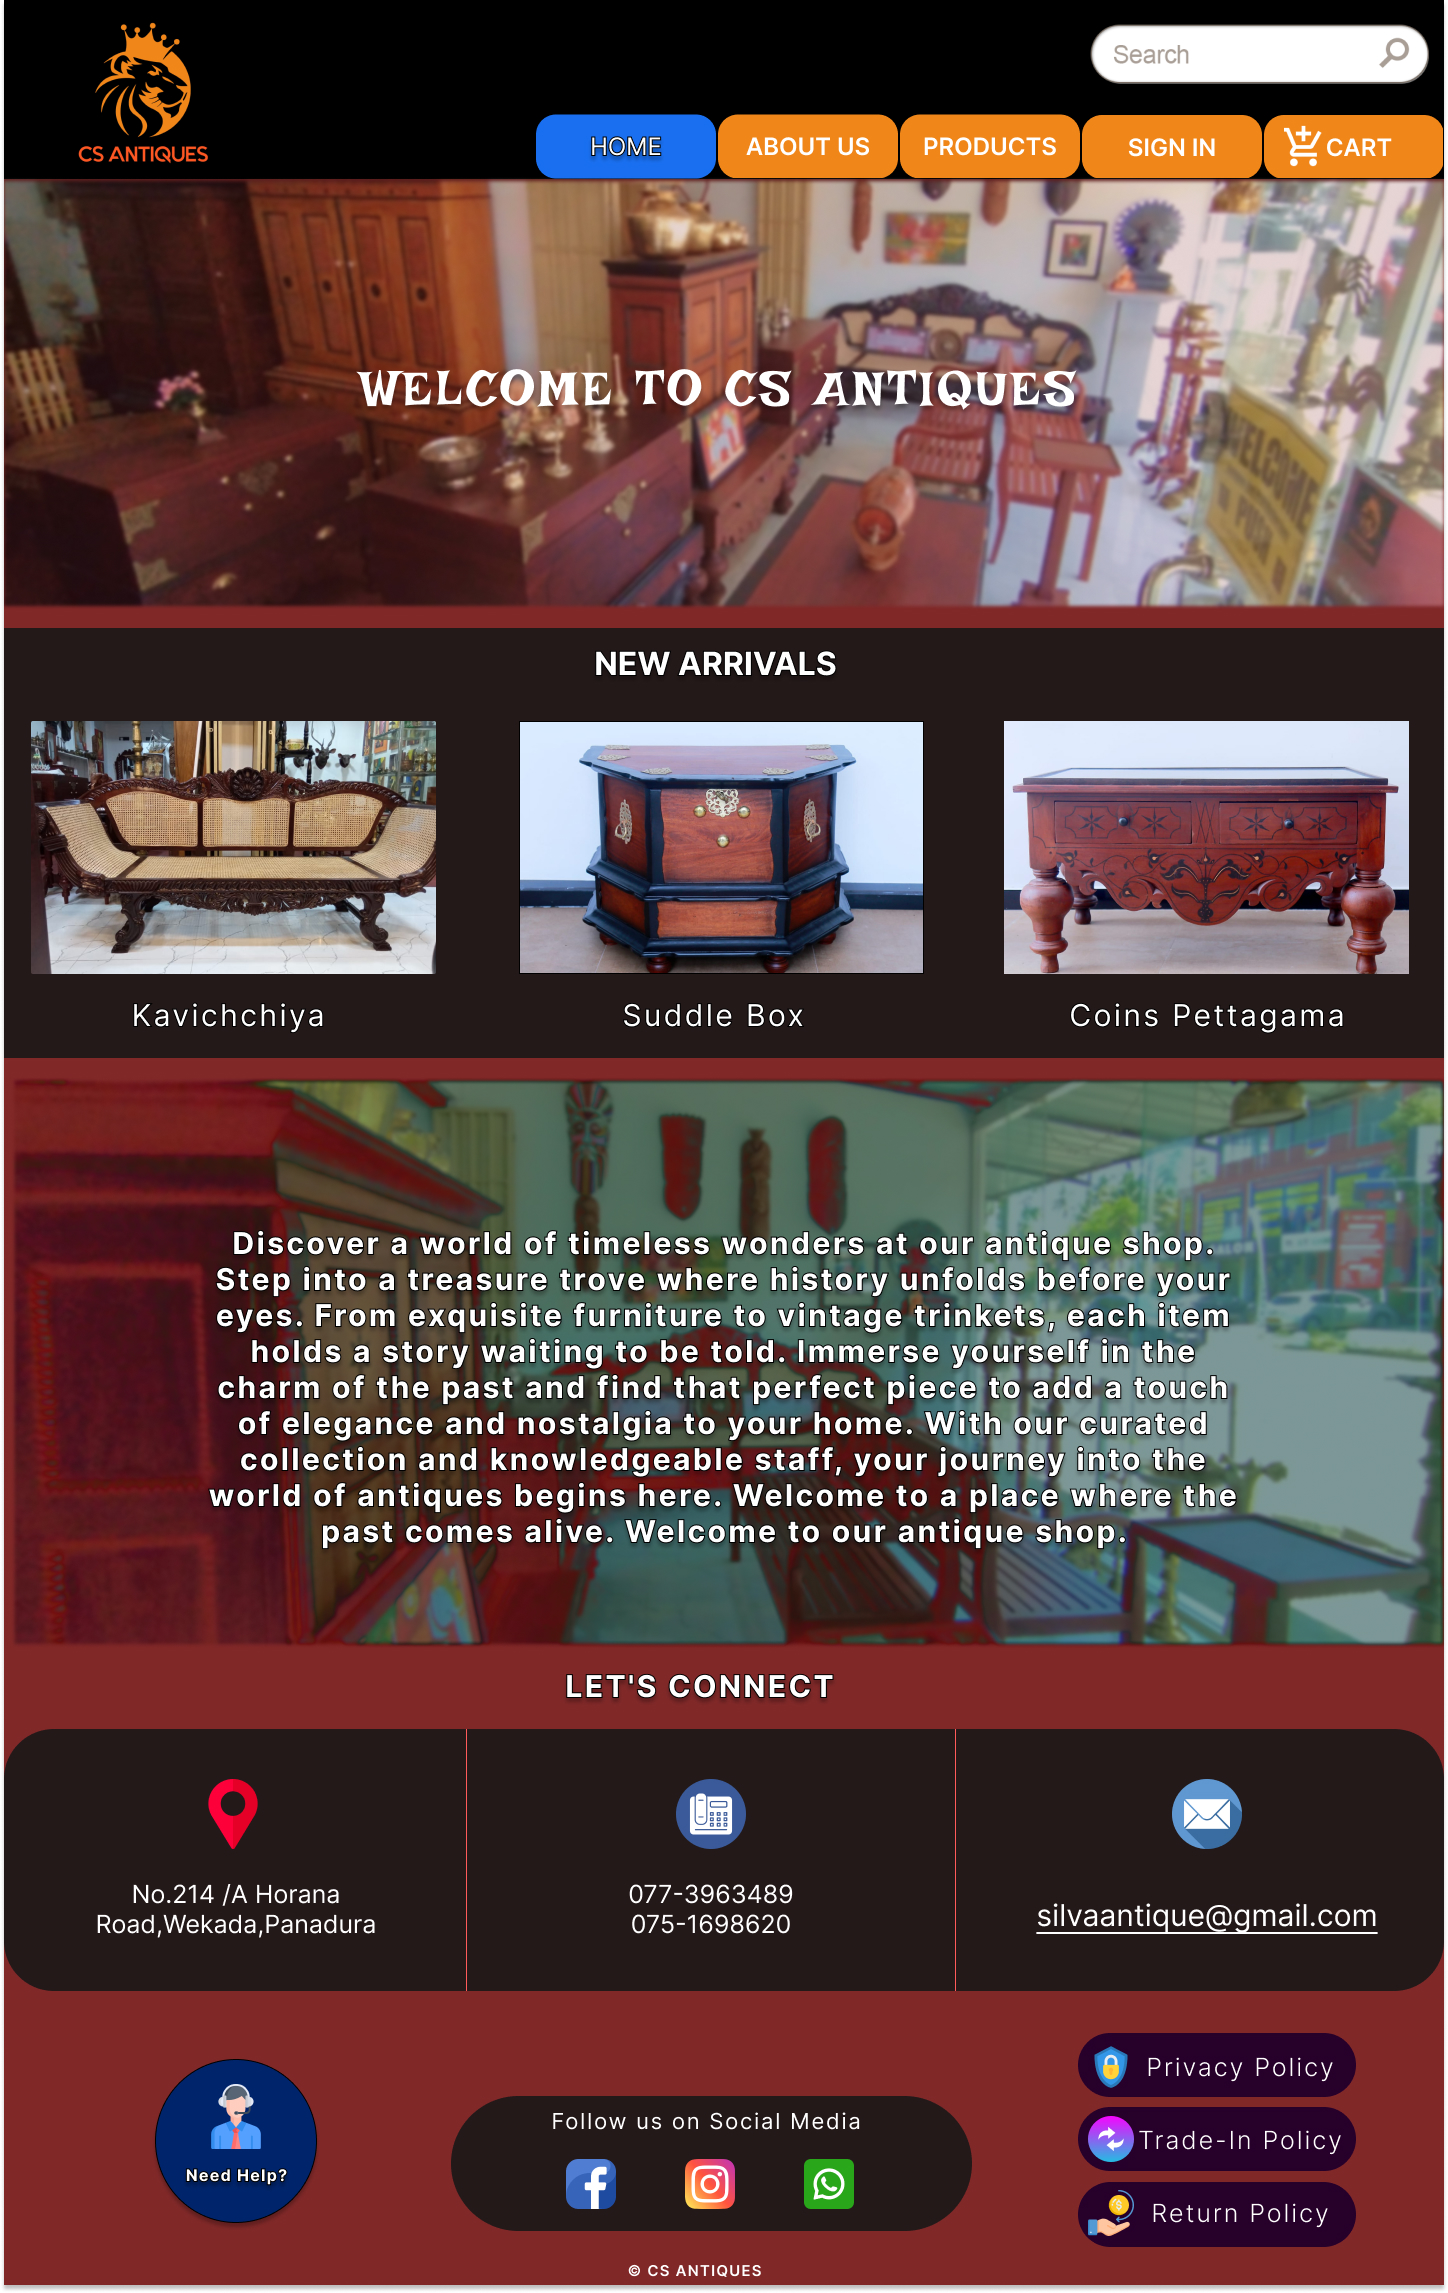 CS ANTIQUES
Search
HOME
ABOUT US
PRODUCTS
SIGN IN
CART
WELCOME TO CS ANTIQUES
WELCOME
NEW ARRIVALS
Kavichchiya
Suddle Box
Coins Pettagama
Discover a world of timeless wonders at our antique shop.
Step into a treasure trove where history unfolds before your
eyes. From exquisite furniture to vintage trinkets, each item
holds a story waiting to be told. Immerse yourself in the
charm of the past and find that perfect piece to add a touch
of elegance and nostalgia to your home. With our curated
collection and knowledgeable staff, your journey into the
world of antiques begins here. Welcome to a place where the
past comes alive. Welcome to our antique shop.
LET'S CONNECT
No.214 /A Horana
Road,Wekada,Panadura
077-3963489
075-1698620
silvaantique@gmail.com
Need Help?
Follow us on Social Media
Privacy Policy
Trade-In Policy
Return Policy
© CS ANTIQUES